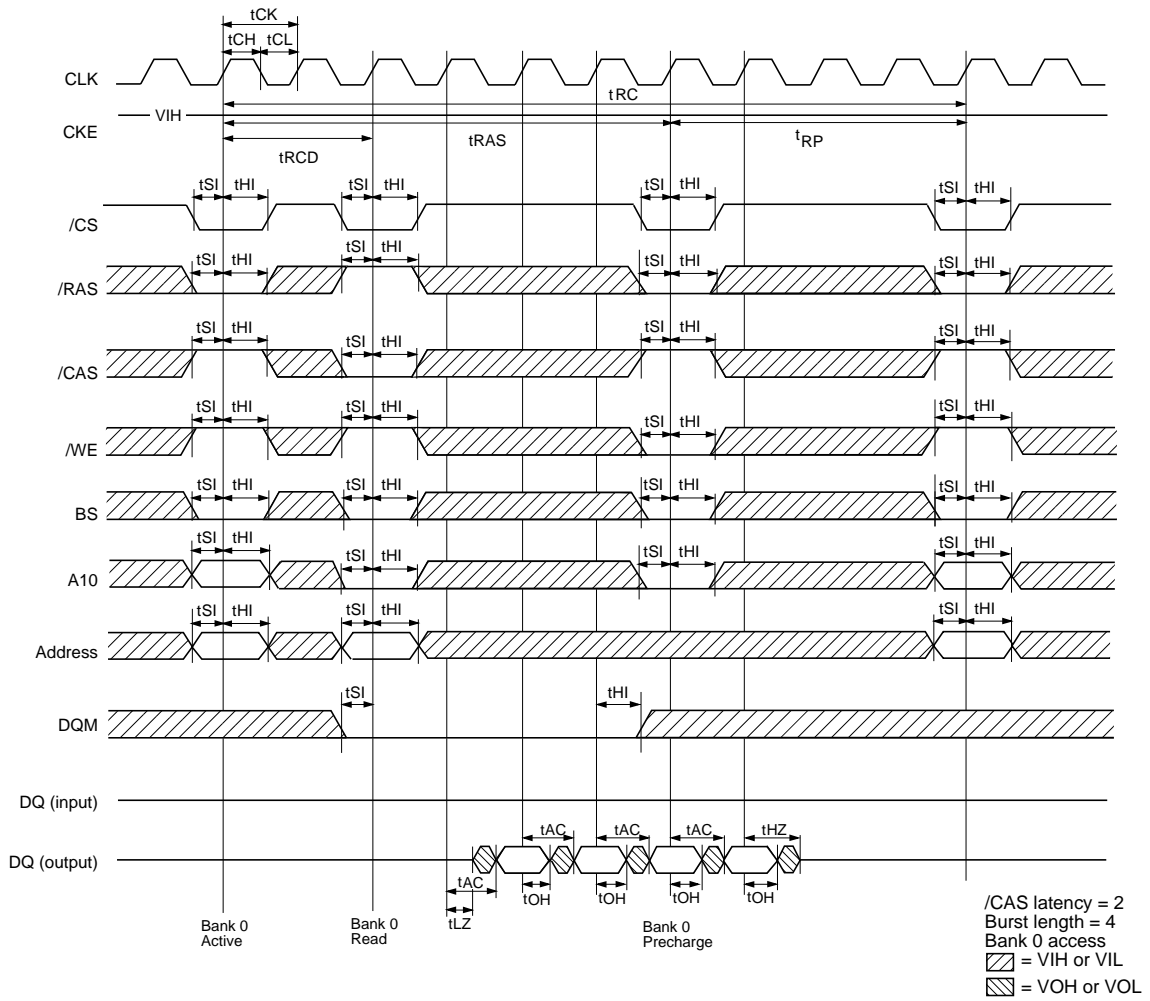 tCK
tCH tCL
CLK
tRC
VIH
CKE
tRAS
tRP
tRCD
tSI tHI tSI tHI tSI tHI tSI tHI
/CS
tSI tHI tSI tHI tSI tHI tSI tHI
/RAS
tSI tHI tSI tHI tSI tHI tSI tHI
/CAS
tSI tHI tSI tHI tSI tHI tSI tHI
/WE
tSI tHI tSI tHI tSI tHI tSI tHI
BS
tSI tHI tSI tHI tSI tHI tSI tHI
A10
tSI tHI tSI tHI tSI tHI
Address
tSI tHI
DQM
DQ (input)
tAC tAC tAC tHZ
DQ (output)
tAC
tOH tOH tOH tOH
tLZ
Bank 0
Active
Bank 0
Read
Bank 0
Precharge
/CAS latency = 2
Burst length = 4
Bank 0 access
= VIH or VIL
= VOH or VOL